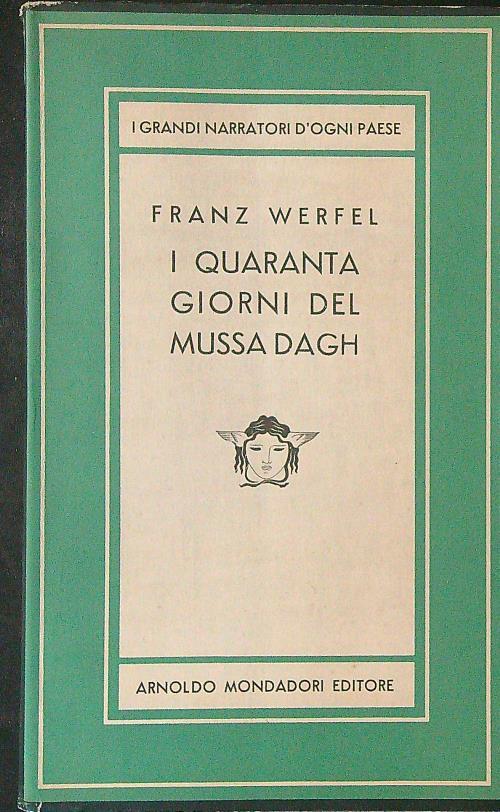 I GRANDI NARRATORI D'OGNI PAESE
FRANZ WERFEL
I QUARANTA
GIORNI DEL
MUSSA DAGH
ARNOLDO MONDADORI EDITORE